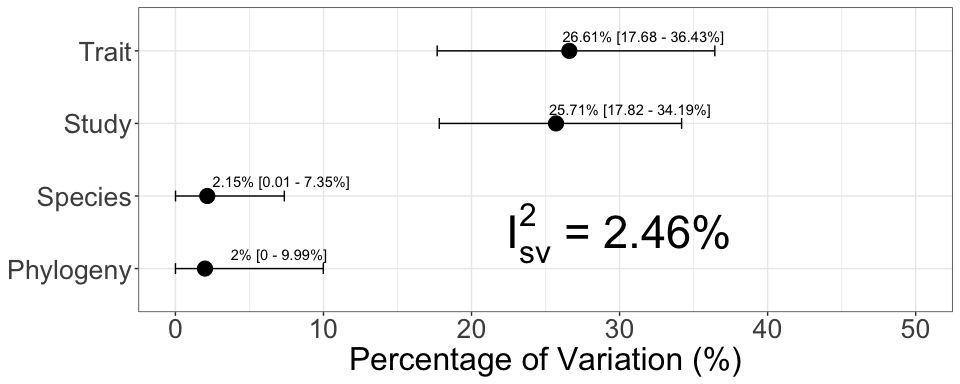 Trait
26.61% [17.68 - 36.43%]
Study
25.71% [17.82 - 34.19%]
Species
2.15% [0.01 - 7.35%]
I²sv = 2.46%
Phylogeny
2% [0 - 9.99%]
0 10 20 30 40 50
Percentage of Variation (%)